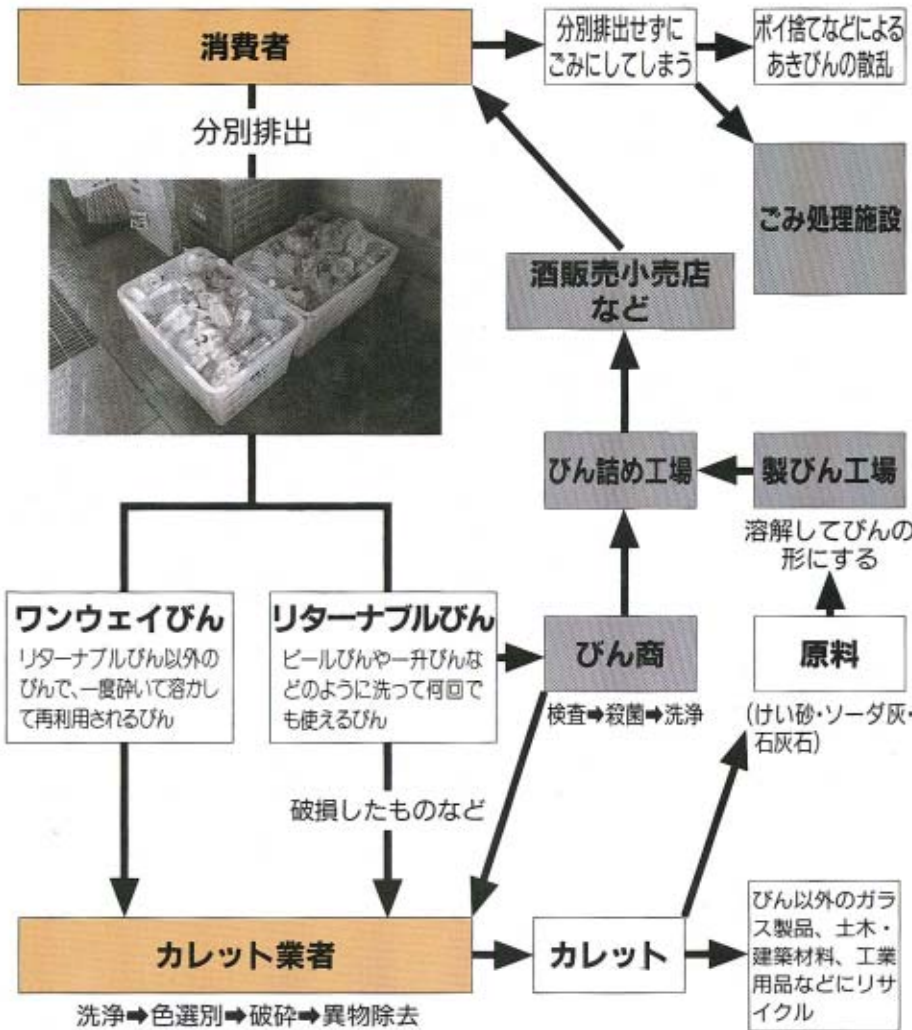 消費者
分別排出せずに
ごみにしてしまう
ポイ捨てなどによる
あきびんの散乱
分別排出
ごみ処理施設
酒販売小売店
など
びん詰め工場
製びん工場
溶解してびんの
形にする
ワンウェイびん
リターナブルびん以外の
びんで、一度砕いて溶かし
て再利用されるびん
リターナブルびん
ビールびんや一升びんな
どのように洗って何回で
も使えるびん
びん商
検査➡殺菌➡洗浄
原料
(けい砂・ソーダ灰・
石灰石)
破損したものなど
カレット業者
洗浄➡色選別➡破砕➡異物除去
カレット
びん以外のガラ
ス製品、土木・
建築材料、工業
用品などにリサ
イクル